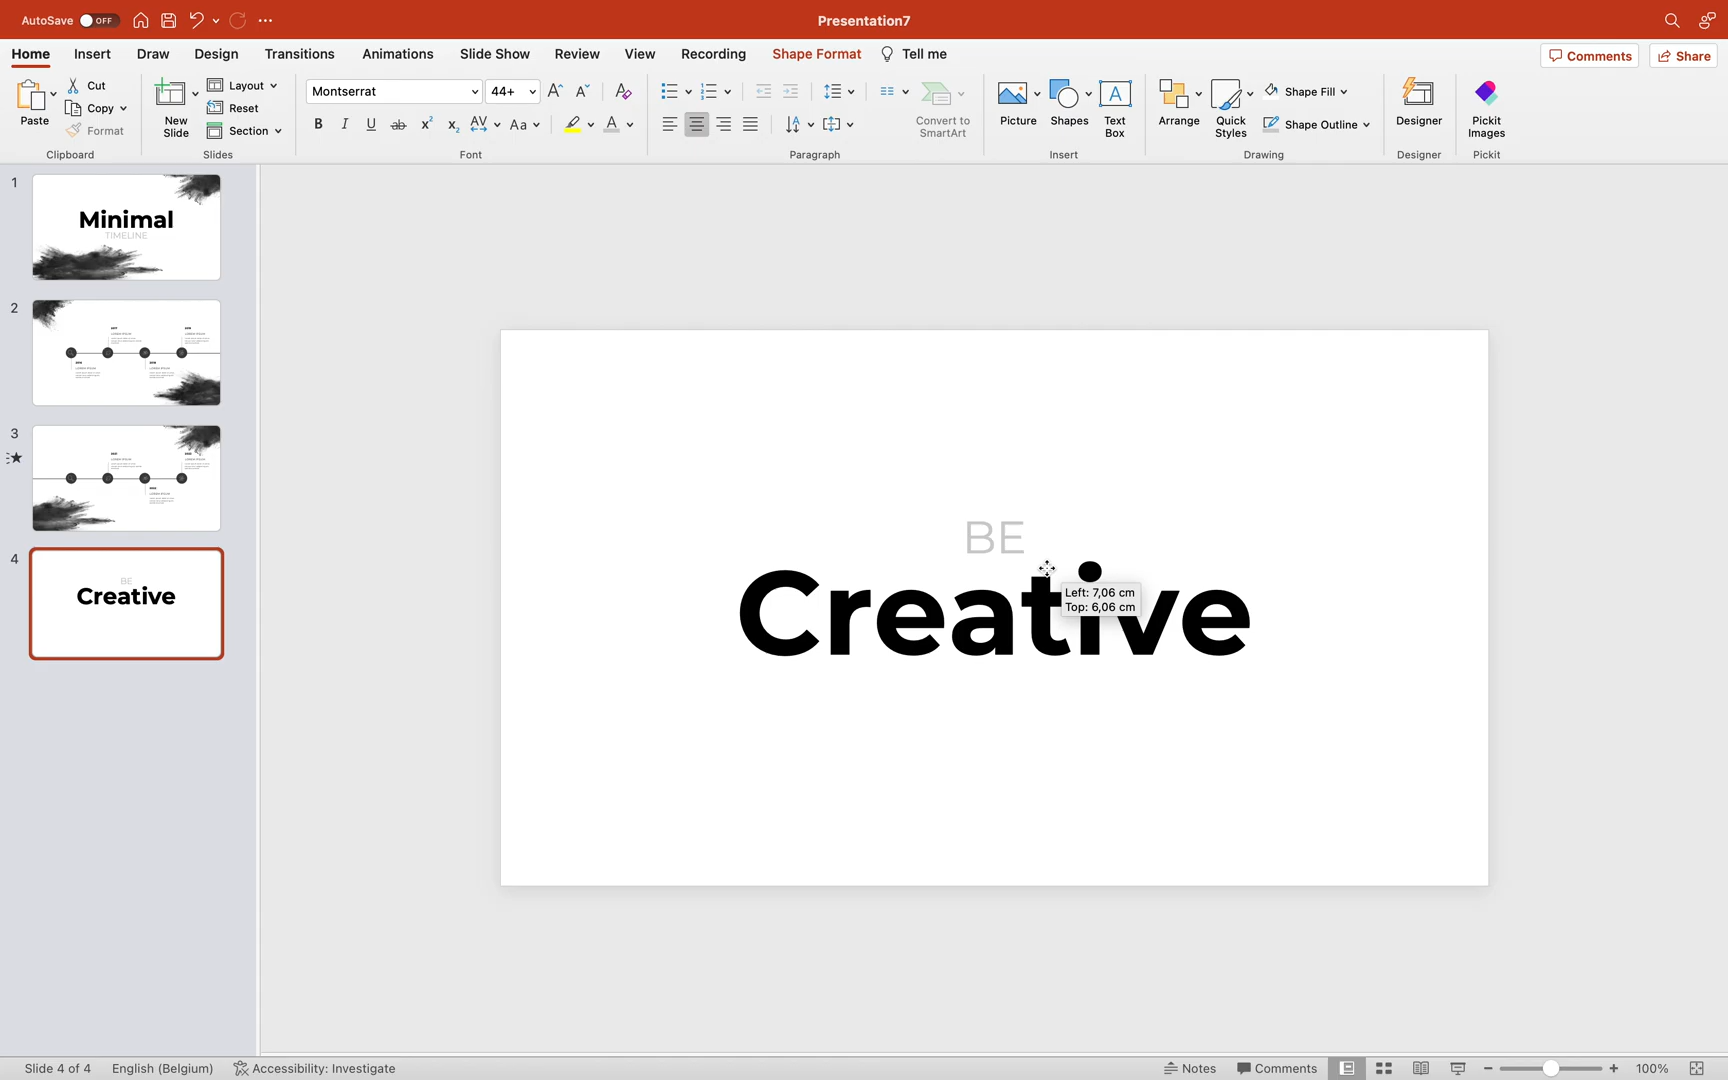 AutoSave OFF
Presentation7
Home Insert Draw Design Transitions Animations Slide Show Review View Recording Shape Format Tell me
Comments Share
Paste
Cut
Copy
Format
Clipboard
New
Slide
Layout
Reset
Section
Slides
Montserrat 44+
Font
Paragraph
Convert to
SmartArt
Picture
Shapes
Text
Box
Insert
Arrange
Quick
Styles
Shape Fill
Shape Outline
Drawing
Designer
Designer
Pickit
Images
Pickit
1
Minimal
TIMELINE
2
3
4
BE
Creative
BE
Creative
Left: 7,06 cm
Top: 6,06 cm
Slide 4 of 4 English (Belgium) Accessibility: Investigate
Notes Comments 100%